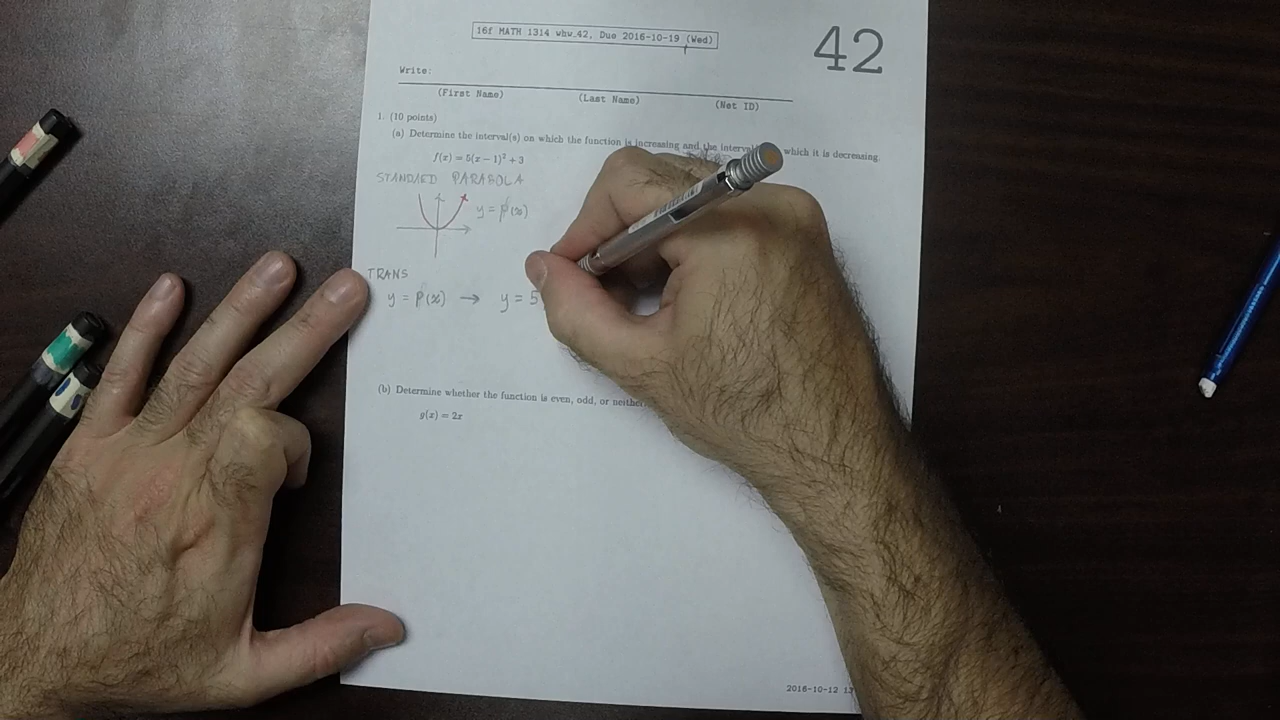 16f MATH 1314 whw_42, Due 2016-10-19 (Wed)
42
Write:
(First Name) (Last Name) (Net ID)
1. (10 points)
(a) Determine the interval(s) on which the function is increasing and the which it is decreasing.
f(x) = 5(x − 1)² + 3
STANDARD PARABOLA
y = p(x)
TRANS
y = p(x) → y = 5
(b) Determine whether the function is even, odd, or neither
g(x) = 2x
2016-10-12